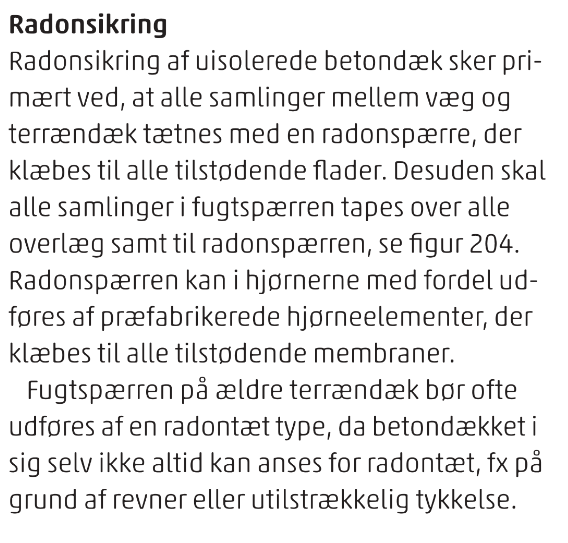 Radonsikring
Radonsikring af uisolerede betondæk sker pri-
mært ved, at alle samlinger mellem væg og
terrændæk tætnes med en radonspærre, der
klæbes til alle tilstødende flader. Desuden skal
alle samlinger i fugtspærren tapes over alle
overlæg samt til radonspærren, se figur 204.
Radonspærren kan i hjørnerne med fordel ud-
føres af præfabrikerede hjørneelementer, der
klæbes til alle tilstødende membraner.
Fugtspærren på ældre terrændæk bør ofte
udføres af en radontæt type, da betondækket i
sig selv ikke altid kan anses for radontæt, fx på
grund af revner eller utilstrækkelig tykkelse.